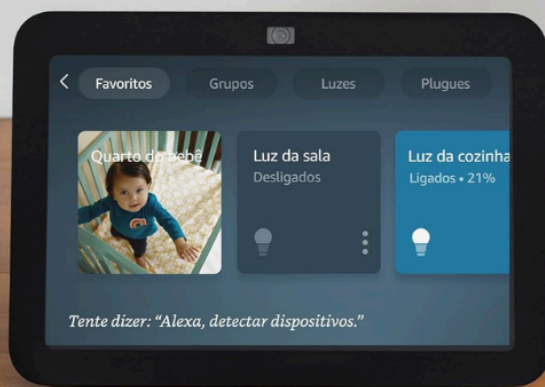 Favoritos
Grupos
Luzes
Plugues
Quarto do bebê
Luz da sala
Desligados
Luz da cozinha
Ligados • 21%
Tente dizer: “Alexa, detectar dispositivos.”